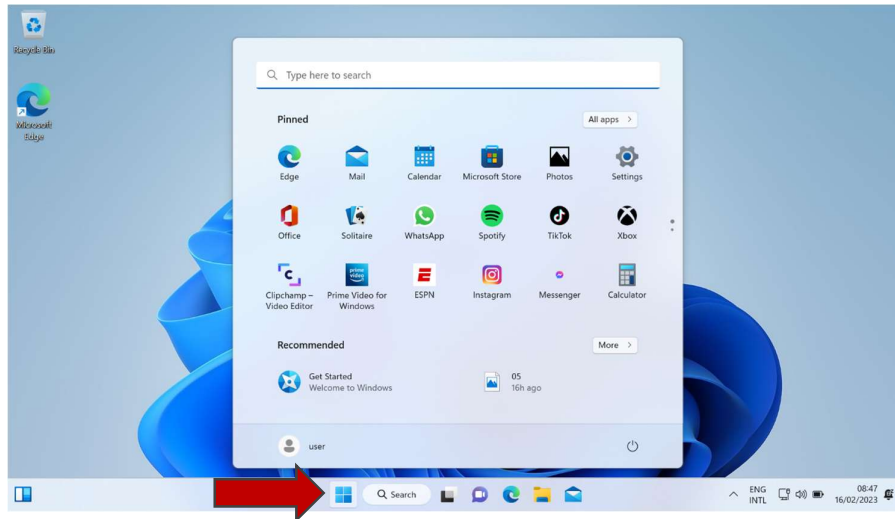 Recycle Bin
Microsoft
Edge
Type here to search
Pinned
All apps >
Edge
Mail
Calendar
Microsoft Store
Photos
Settings
Office
Solitaire
WhatsApp
Spotify
TikTok
Xbox
Clipchamp –
Video Editor
prime
video
Prime Video for
Windows
ESPN
Instagram
Messenger
Calculator
Recommended
More >
Get Started
Welcome to Windows
05
16h ago
user
Search
ENG
INTL
08:47
16/02/2023